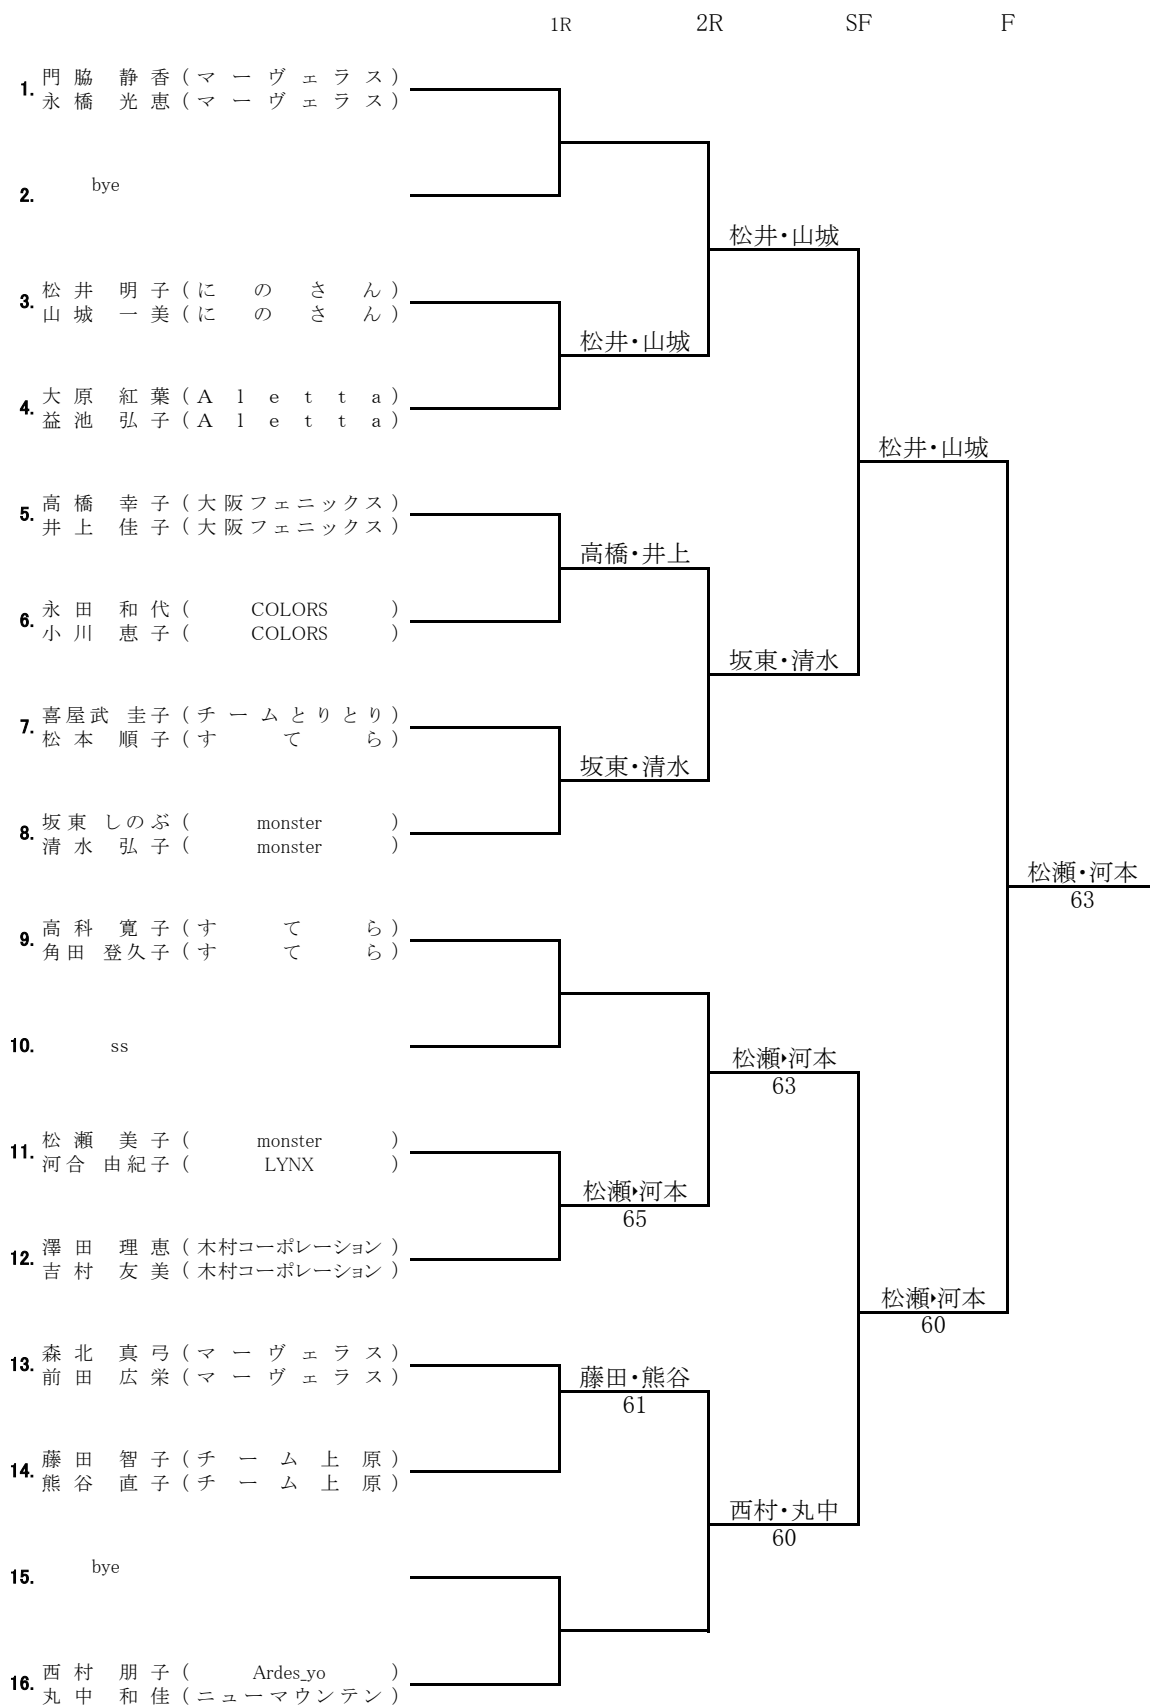 1R 2R SF F
1. 門脇 静香(マーヴェラス)
永橋 光恵(マーヴェラス)
2. bye
松井・山城
3. 松井 明子(にのさん)
山城 一美(にのさん)
松井・山城
4. 大原 紅葉(Aletta)
益池 弘子(Aletta)
松井・山城
5. 高橋 幸子(大阪フェニックス)
井上 佳子(大阪フェニックス)
高橋・井上
6. 永田 和代(COLORS)
小川 恵子(COLORS)
坂東・清水
7. 喜屋武 圭子(チームとりとり)
松本 順子(すてら)
坂東・清水
8. 坂東 しのぶ(monster)
清水 弘子(monster)
松瀬・河本
63
9. 高科 寛子(すてら)
角田 登久子(すてら)
10. ss
松瀬・河本
63
11. 松瀬 美子(monster)
河合 由紀子(LYNX)
松瀬・河本
65
12. 澤田 理恵(木村コーポレーション)
吉村 友美(木村コーポレーション)
松瀬・河本
60
13. 森北 真弓(マーヴェラス)
前田 広栄(マーヴェラス)
藤田・熊谷
61
14. 藤田 智子(チーム上原)
熊谷 直子(チーム上原)
西村・丸中
60
15. bye
16. 西村 朋子(Ardes_yo)
丸中 和佳(ニューマウンテン)